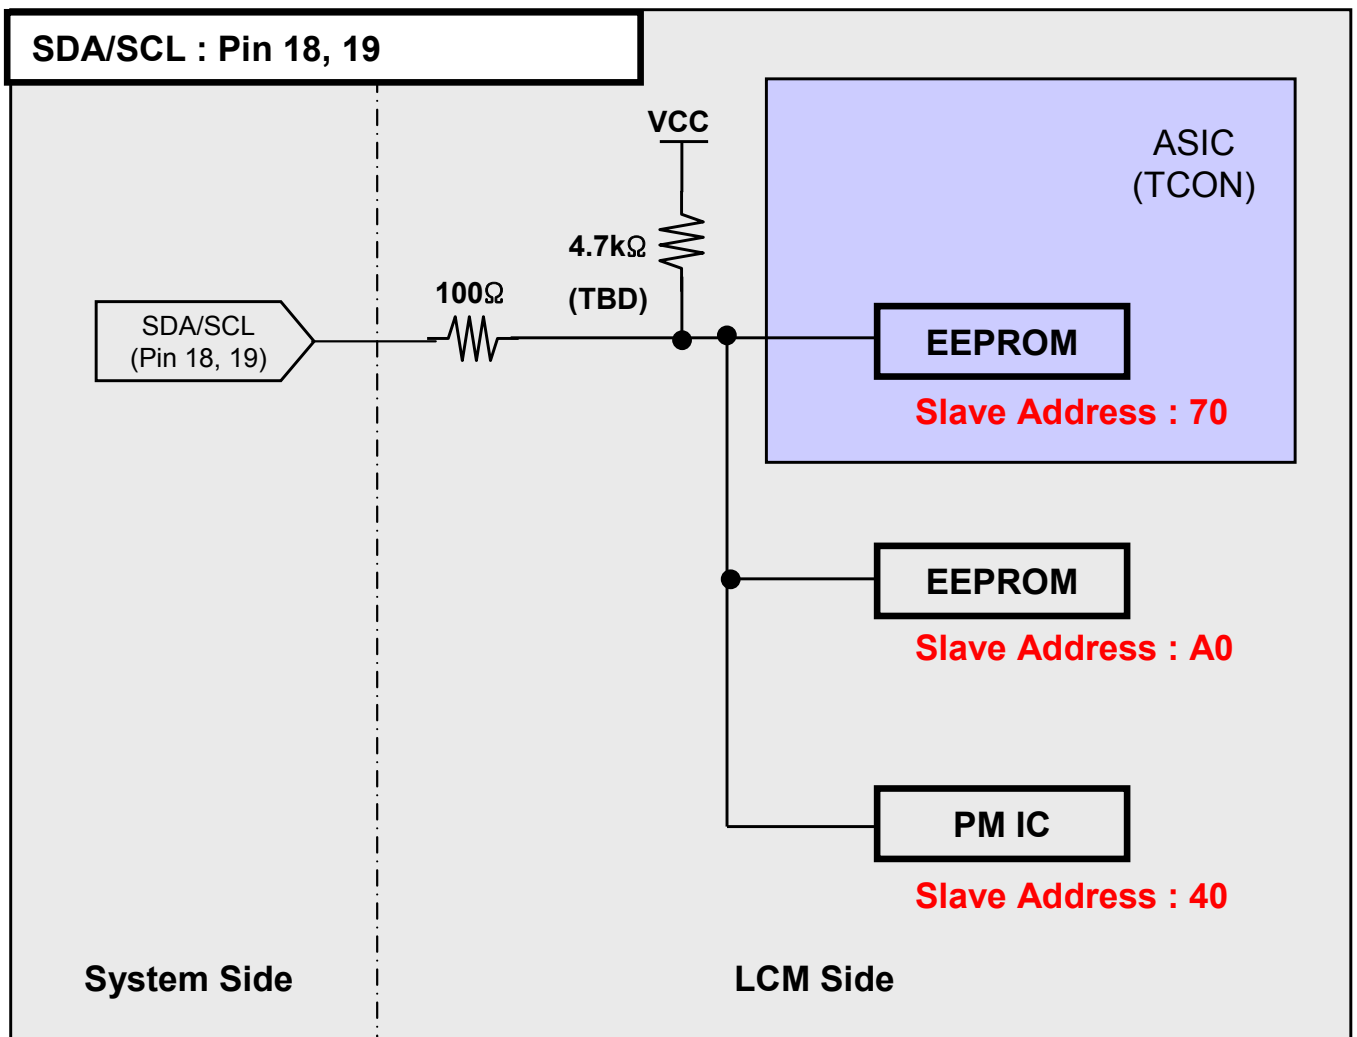 SDA/SCL : Pin 18, 19
VCC
ASIC
(TCON)
4.7kΩ
(TBD)
100Ω
SDA/SCL
(Pin 18, 19)
EEPROM
Slave Address : 70
EEPROM
Slave Address : A0
PM IC
Slave Address : 40
System Side
LCM Side